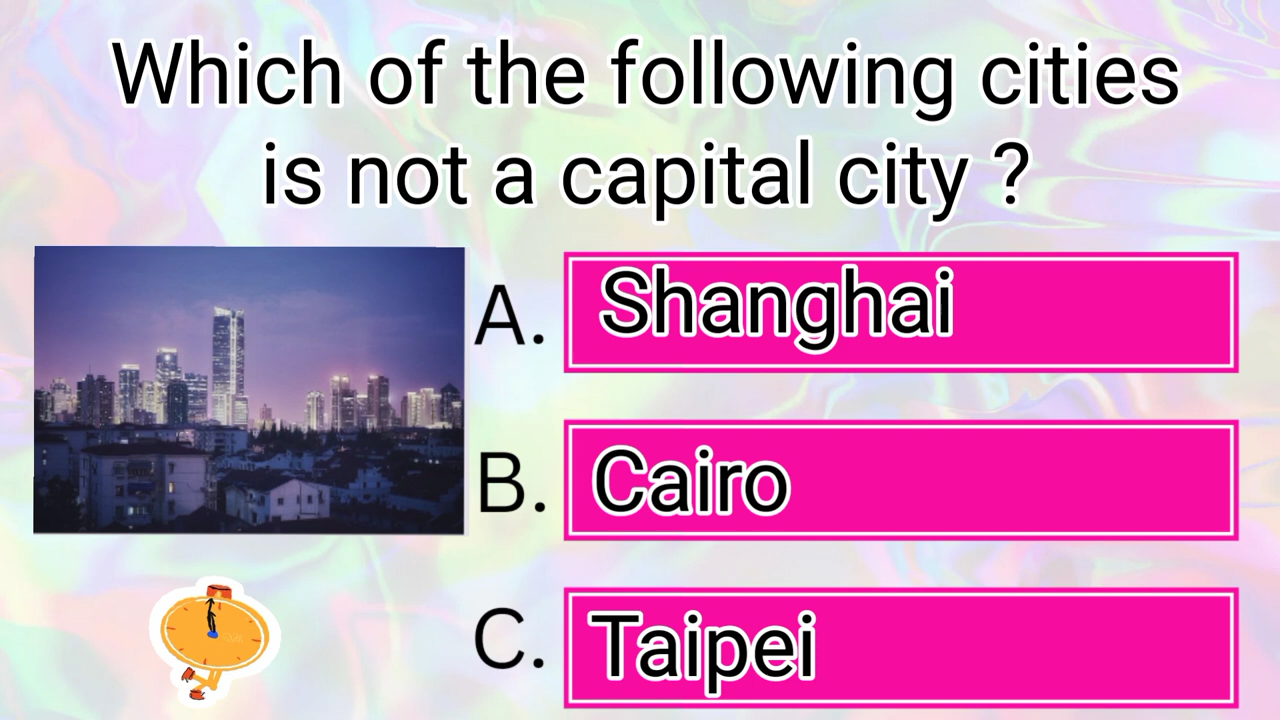 Which of the following cities
is not a capital city ?
A. Shanghai
B. Cairo
C. Taipei